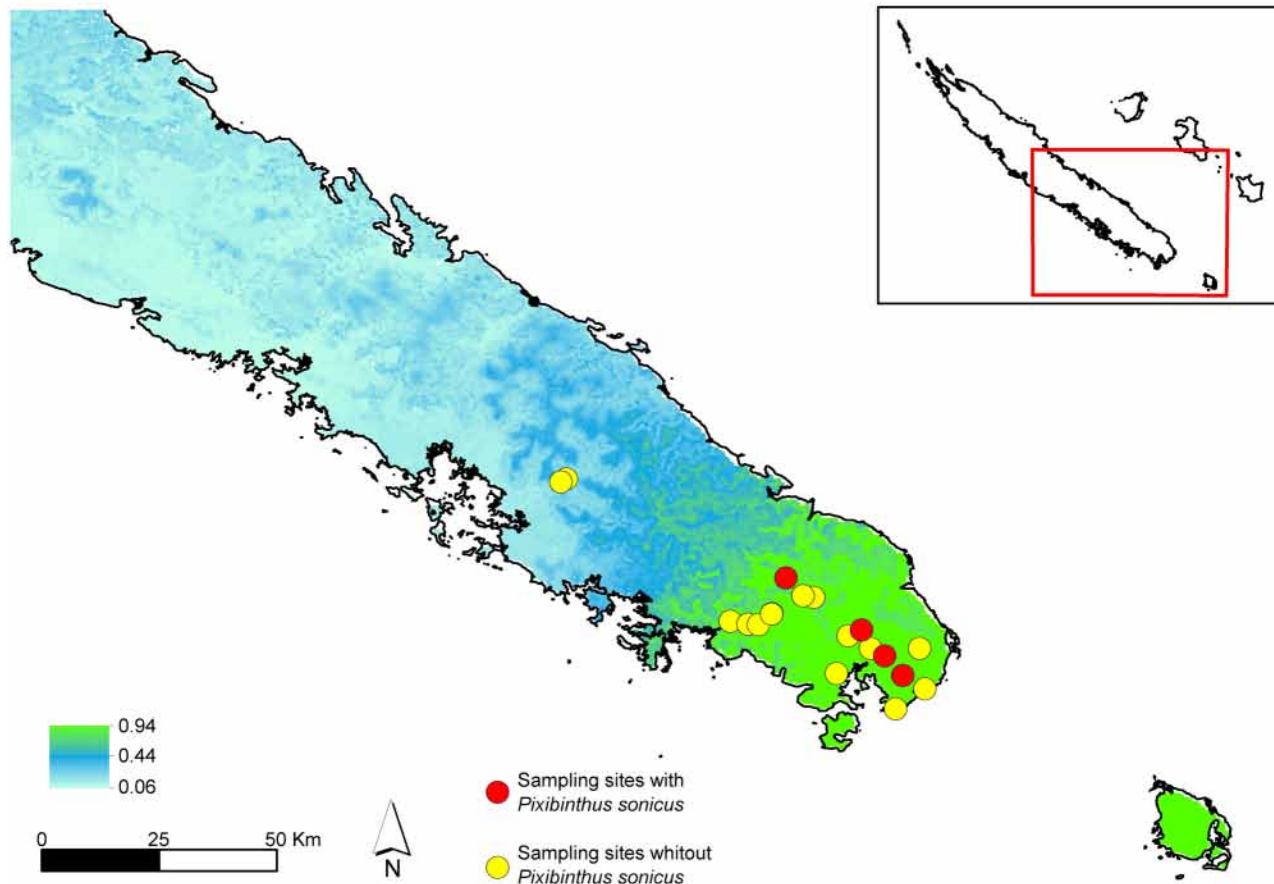 0.94
0.44
0.06
0 25 50 Km
N
Sampling sites with
Pixibinthus sonicus
Sampling sites whitout
Pixibinthus sonicus